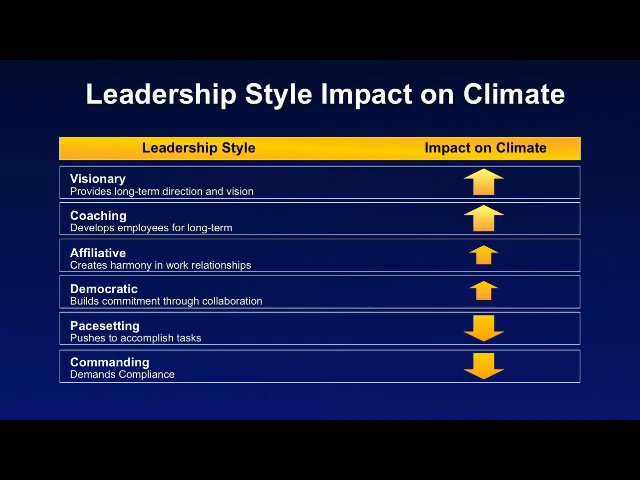 Leadership Style Impact on Climate
Leadership Style Impact on Climate
Visionary
Provides long-term direction and vision
Coaching
Develops employees for long-term
Affiliative
Creates harmony in work relationships
Democratic
Builds commitment through collaboration
Pacesetting
Pushes to accomplish tasks
Commanding
Demands Compliance